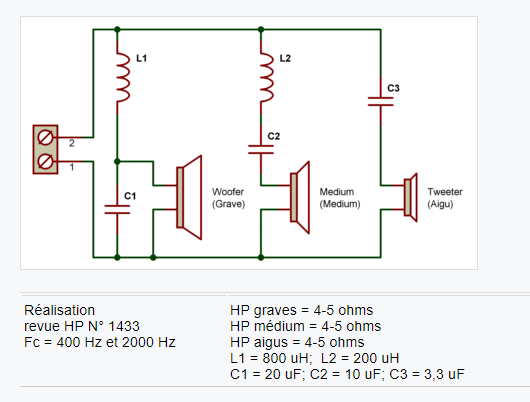 L1
L2
C3
2
C2
1
C1
Woofer
(Grave)
Medium
(Medium)
Tweeter
(Aigu)
Réalisation
revue HP N° 1433
Fc = 400 Hz et 2000 Hz
HP graves = 4-5 ohms
HP médium = 4-5 ohms
HP aigus = 4-5 ohms
L1 = 800 uH; L2 = 200 uH
C1 = 20 uF; C2 = 10 uF; C3 = 3,3 uF